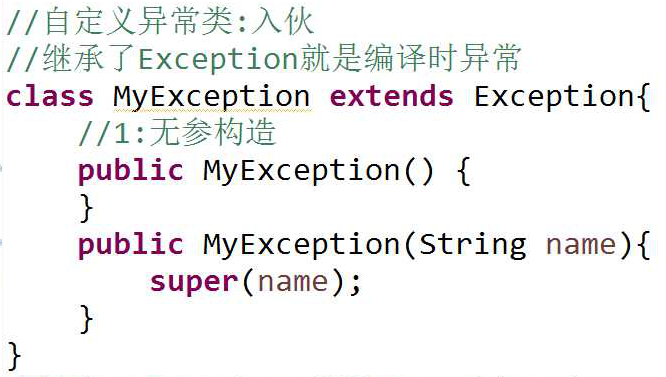 //自定义异常类:入伙
//继承了Exception就是编译时异常
class MyException extends Exception{
//1:无参构造
public MyException() {
}
public MyException(String name){
super(name);
}
}